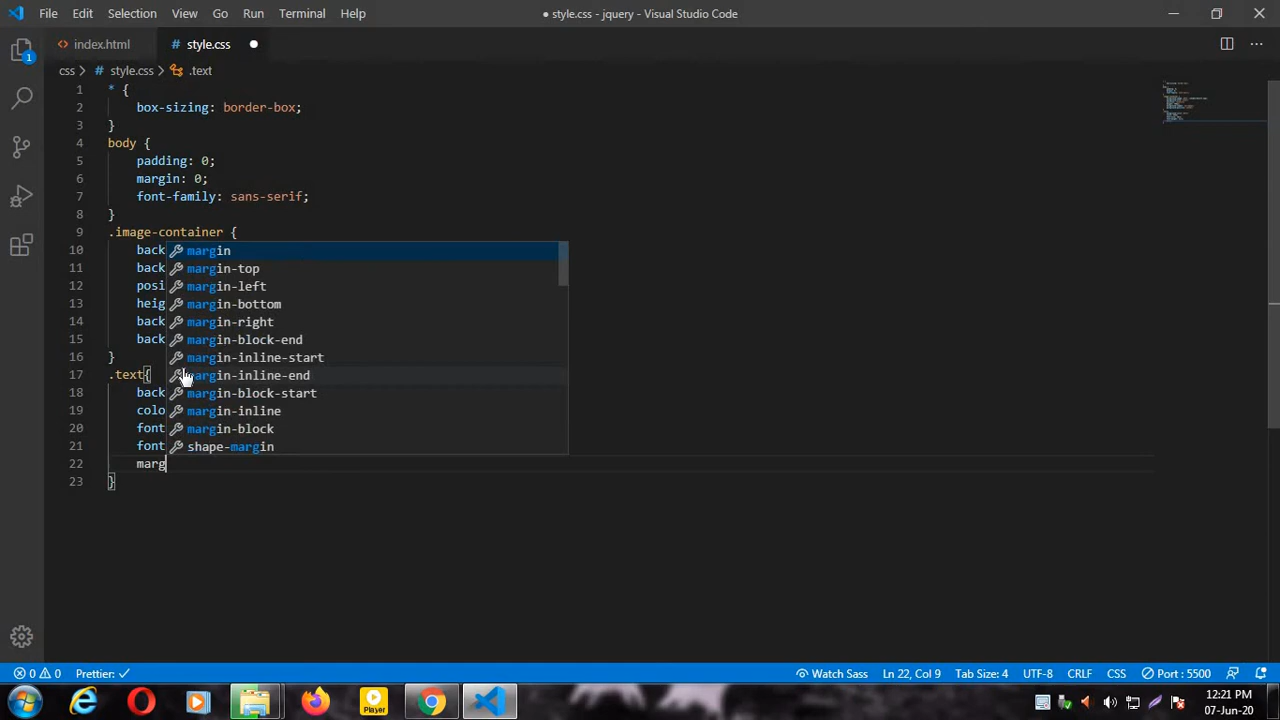 File Edit Selection View Go Run Terminal Help
● style.css - jquery - Visual Studio Code
index.html
# style.css
1
css > # style.css > .text
1 * {
2 box-sizing: border-box;
3 }
4 body {
5 padding: 0;
6 margin: 0;
7 font-family: sans-serif;
8 }
9 .image-container {
10 back
11 back
12 posi
13 heig
14 back
15 back
16 }
17 .text{
18 back
19 colo
20 font
21 font
22 marg
23 }
margin
margin-top
margin-left
margin-bottom
margin-right
margin-block-end
margin-inline-start
margin-inline-end
margin-block-start
margin-inline
margin-block
shape-margin
0 0 Prettier: ✓
Watch Sass Ln 22, Col 9 Tab Size: 4 UTF-8 CRLF CSS Port : 5500
Player
12:21 PM
07-Jun-20